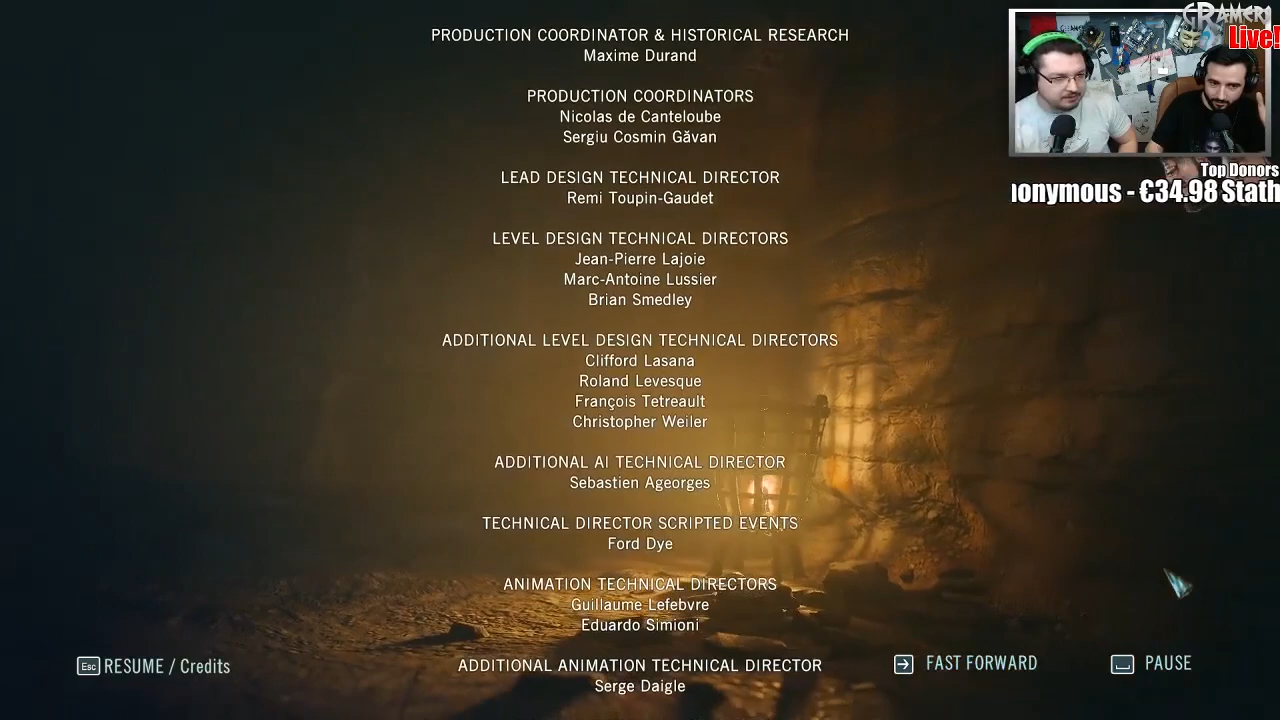 PRODUCTION COORDINATOR & HISTORICAL RESEARCH
Maxime Durand
PRODUCTION COORDINATORS
Nicolas de Canteloube
Sergiu Cosmin Găvan
LEAD DESIGN TECHNICAL DIRECTOR
Remi Toupin-Gaudet
LEVEL DESIGN TECHNICAL DIRECTORS
Jean-Pierre Lajoie
Marc-Antoine Lussier
Brian Smedley
ADDITIONAL LEVEL DESIGN TECHNICAL DIRECTORS
Clifford Lasana
Roland Levesque
François Tetreault
Christopher Weiler
ADDITIONAL AI TECHNICAL DIRECTOR
Sebastien Ageorges
TECHNICAL DIRECTOR SCRIPTED EVENTS
Ford Dye
ANIMATION TECHNICAL DIRECTORS
Guillaume Lefebvre
Eduardo Simioni
ADDITIONAL ANIMATION TECHNICAL DIRECTOR
Serge Daigle
Esc RESUME / Credits
FAST FORWARD
PAUSE
GRAMERS
Live!
Top Donors
onymous - €34.98 Stath